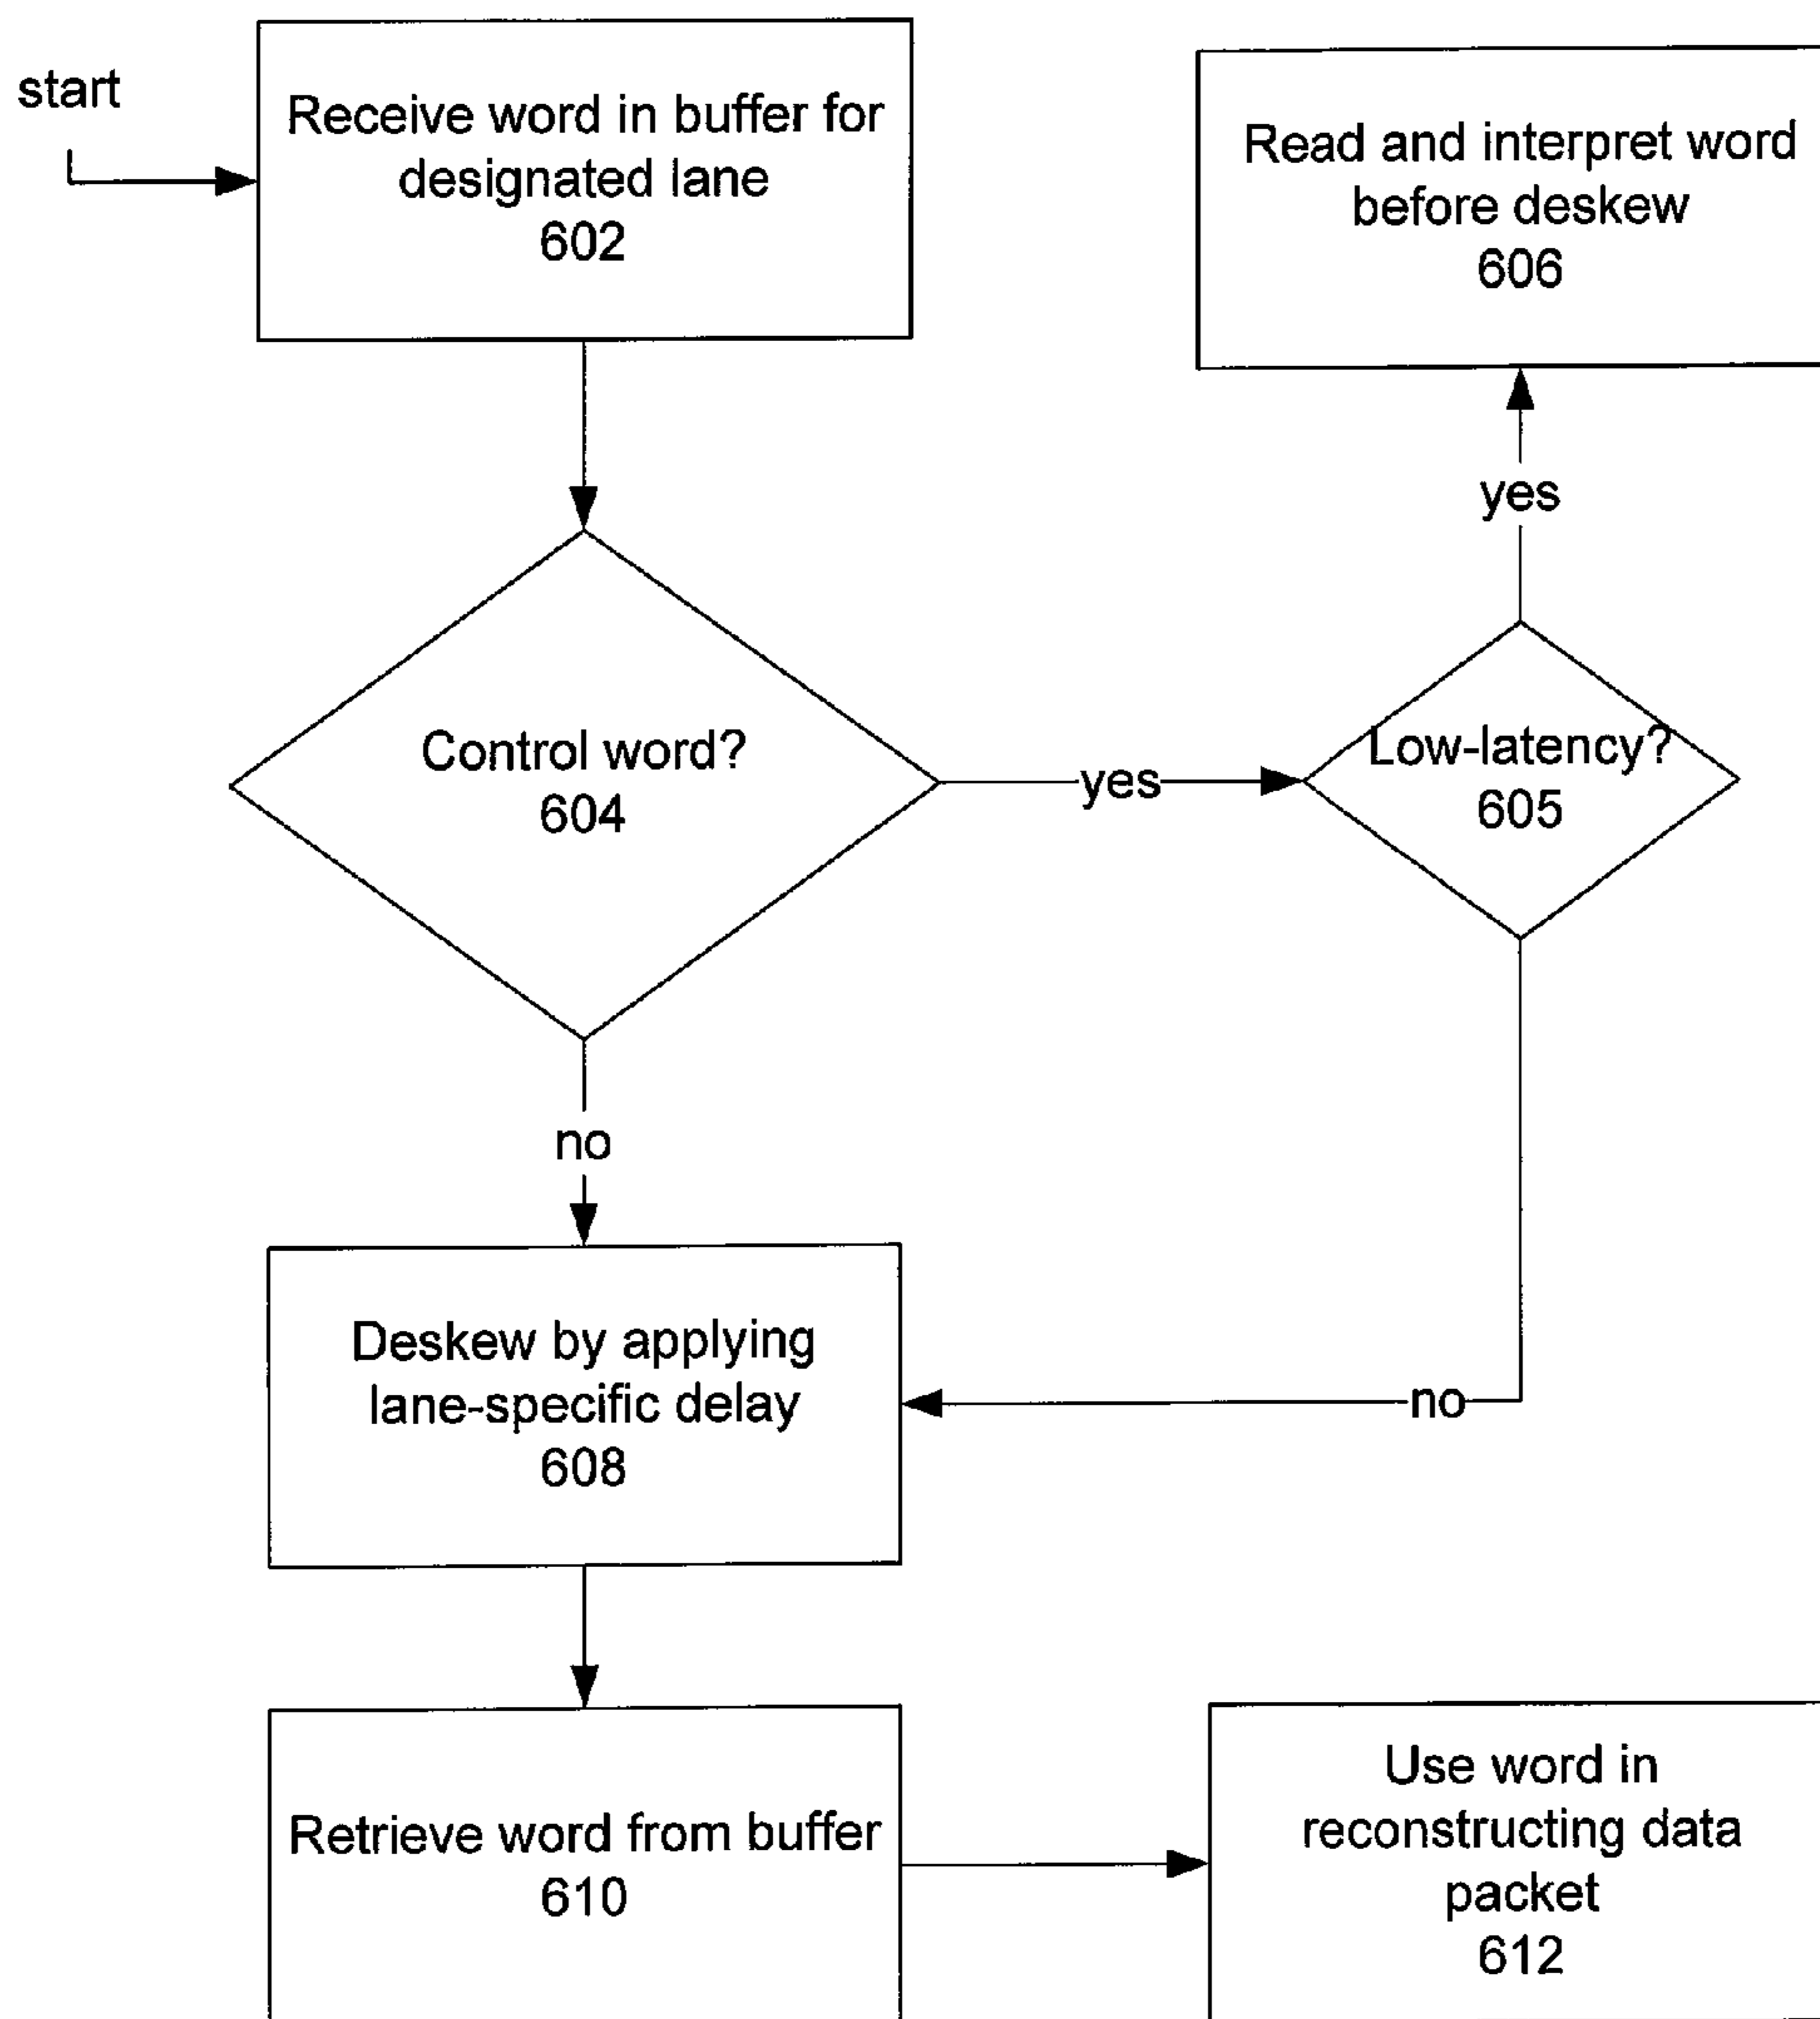 start
Receive word in buffer for
designated lane
602
Read and interpret word
before deskew
606
yes
Control word?
604
yes
Low-latency?
605
no
Deskew by applying
lane-specific delay
608
no
Retrieve word from buffer
610
Use word in
reconstructing data
packet
612